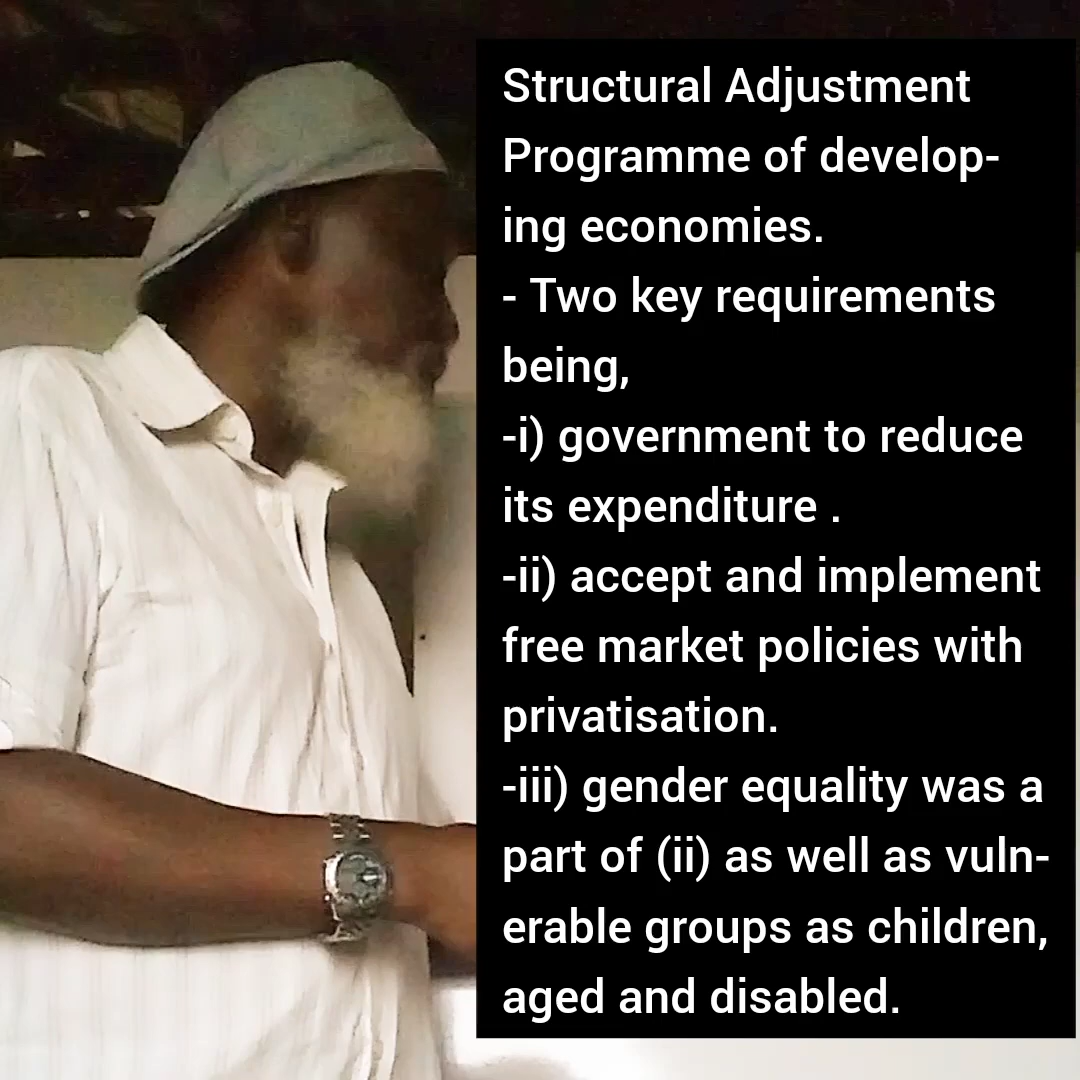 Structural Adjustment
Programme of develop-
ing economies.
- Two key requirements
being,
-i) government to reduce
its expenditure .
-ii) accept and implement
free market policies with
privatisation.
-iii) gender equality was a
part of (ii) as well as vuln-
erable groups as children,
aged and disabled.